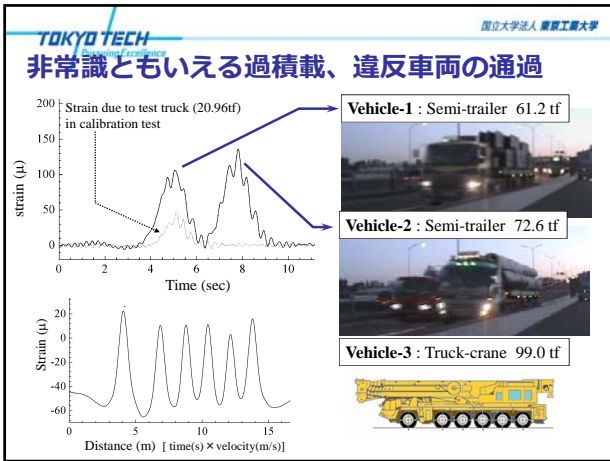 TOKYO TECH
Pursuing Excellence
国立大学法人 東京工業大学
非常識ともいえる過積載、違反車両の通過
200
150
100
50
0
strain (μ)
Strain due to test truck (20.96tf)
in calibration test
0 2 4 6 8 10
Time (sec)
Vehicle-1 : Semi-trailer 61.2 tf
Vehicle-2 : Semi-trailer 72.6 tf
Vehicle-3 : Truck-crane 99.0 tf
20
0
-20
-40
-60
Strain (μ)
0 5 10 15
Distance (m) [ time(s)×velocity(m/s)]